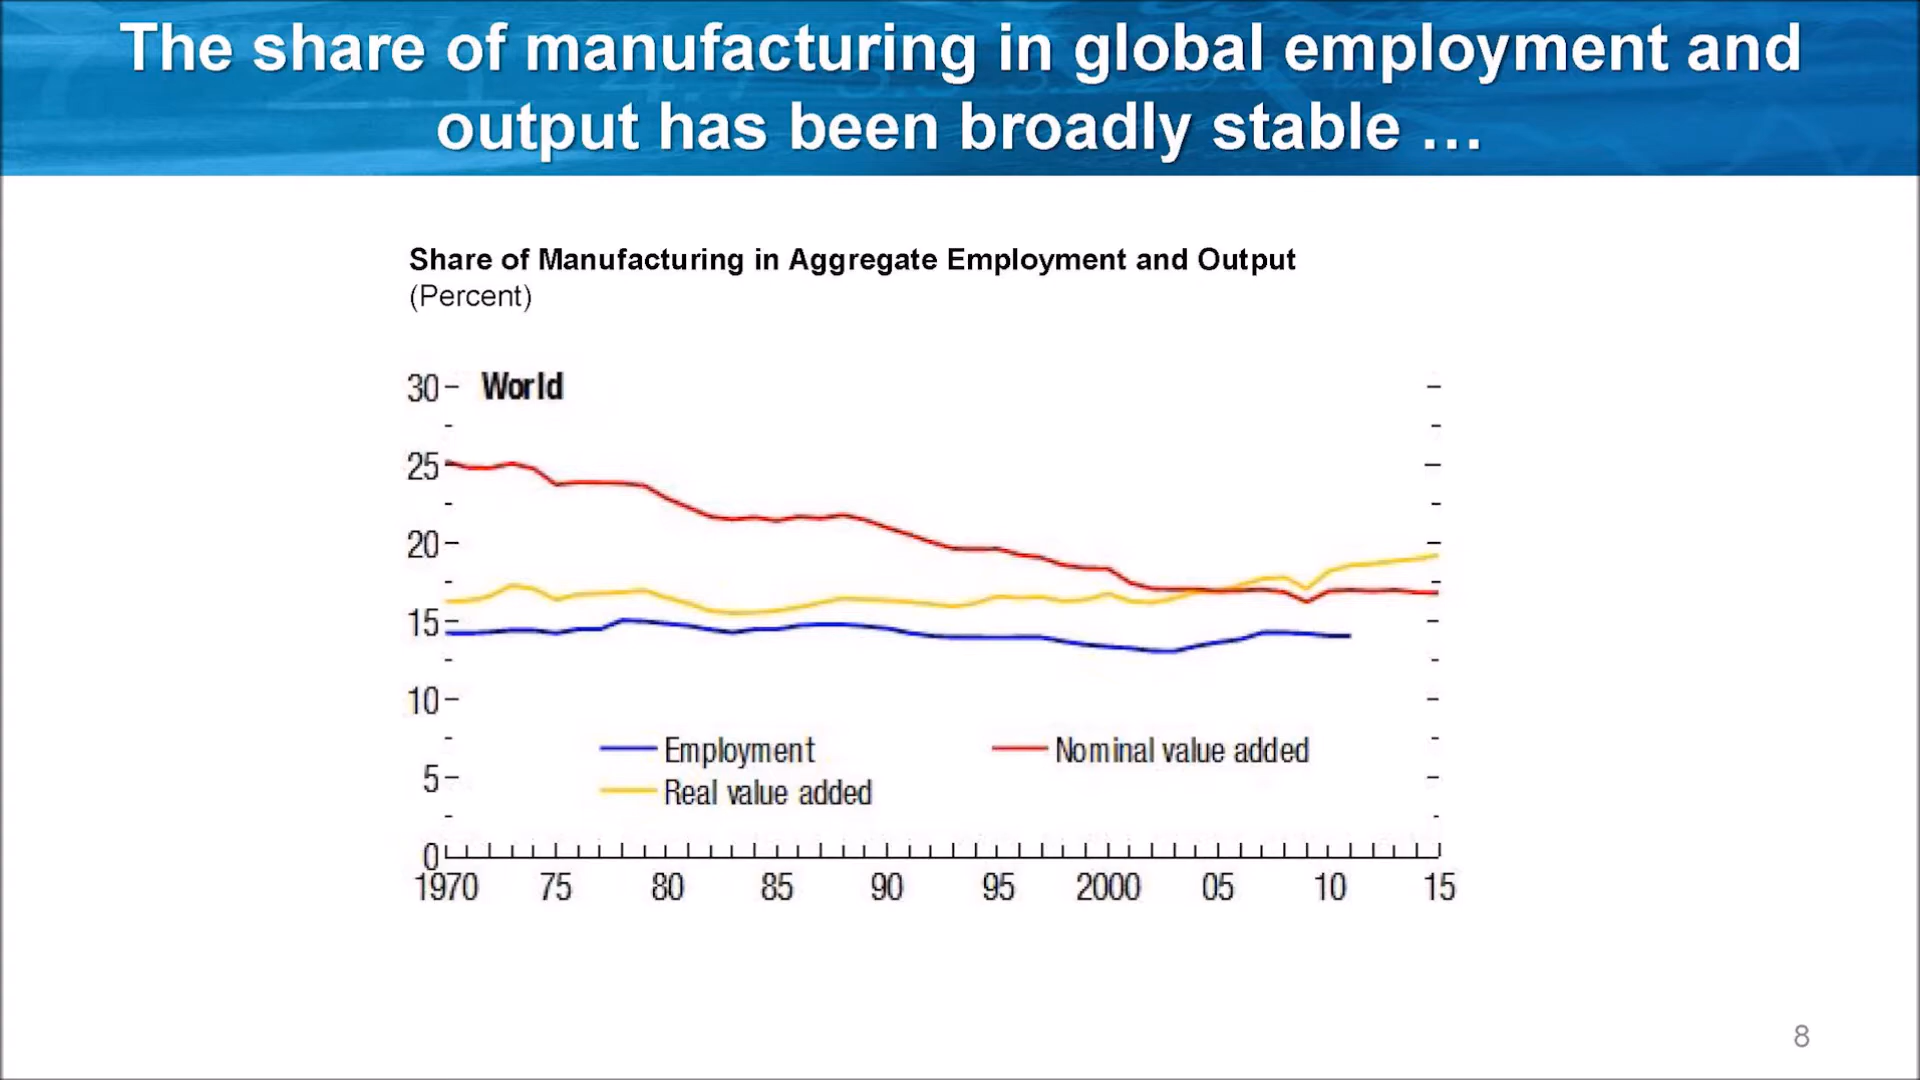 The share of manufacturing in global employment and
output has been broadly stable …
Share of Manufacturing in Aggregate Employment and Output
(Percent)
30
World
25
20
15
10
Employment
Nominal value added
5
Real value added
0
1970 75 80 85 90 95 2000 05 10 15
8